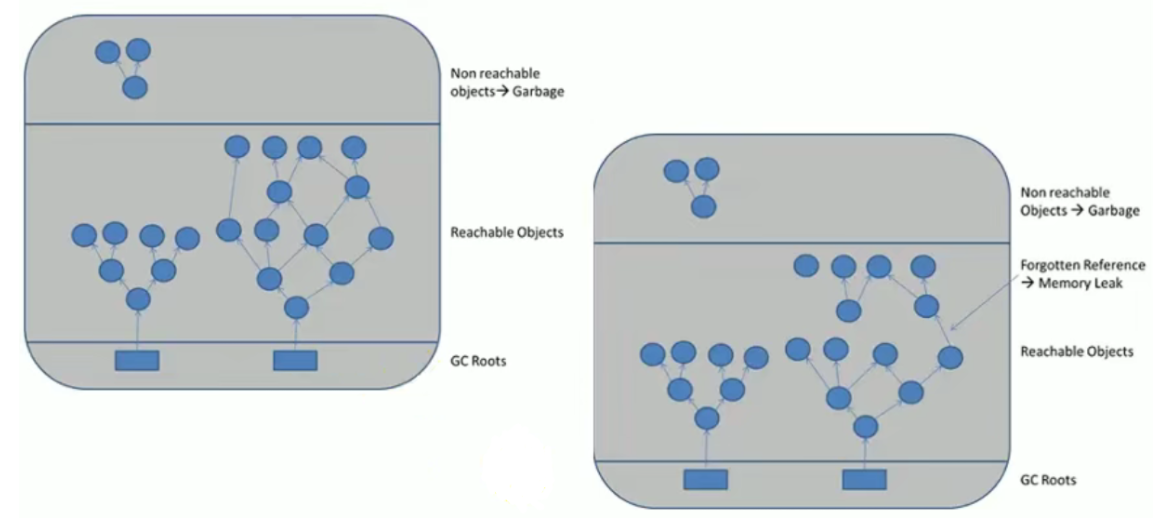 Non reachable
objects→ Garbage
Reachable Objects
GC Roots
Non reachable
Objects → Garbage
Forgotten Reference
→ Memory Leak
Reachable Objects
GC Roots